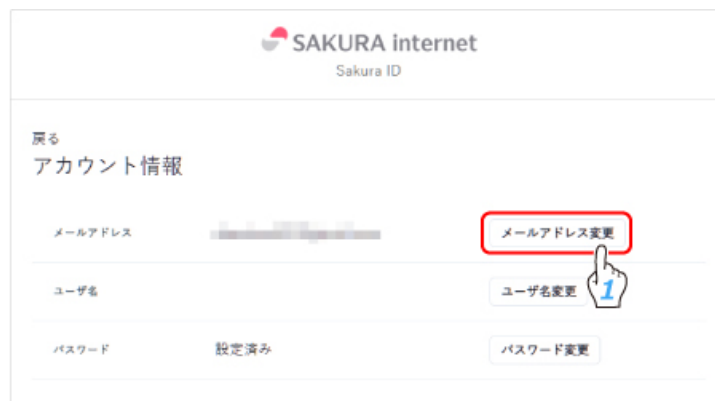 SAKURA internet
Sakura ID
戻る
アカウント情報
メールアドレス メールアドレス変更
1
ユーザ名 ユーザ名変更
パスワード 設定済み パスワード変更